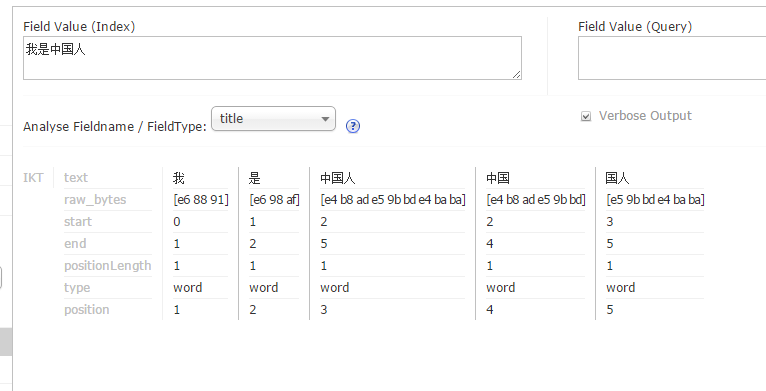 Field Value (Index) Field Value (Query)
我是中国人
Analyse Fieldname / FieldType: title ? Verbose Output
IKT text 我 是 中国人 中国 国人
raw_bytes [e6 88 91] [e6 98 af] [e4 b8 ad e5 9b bd e4 ba ba] [e4 b8 ad e5 9b bd] [e5 9b bd e4 ba ba]
start 0 1 2 2 3
end 1 2 5 4 5
positionLength 1 1 1 1 1
type word word word word word
position 1 2 3 4 5